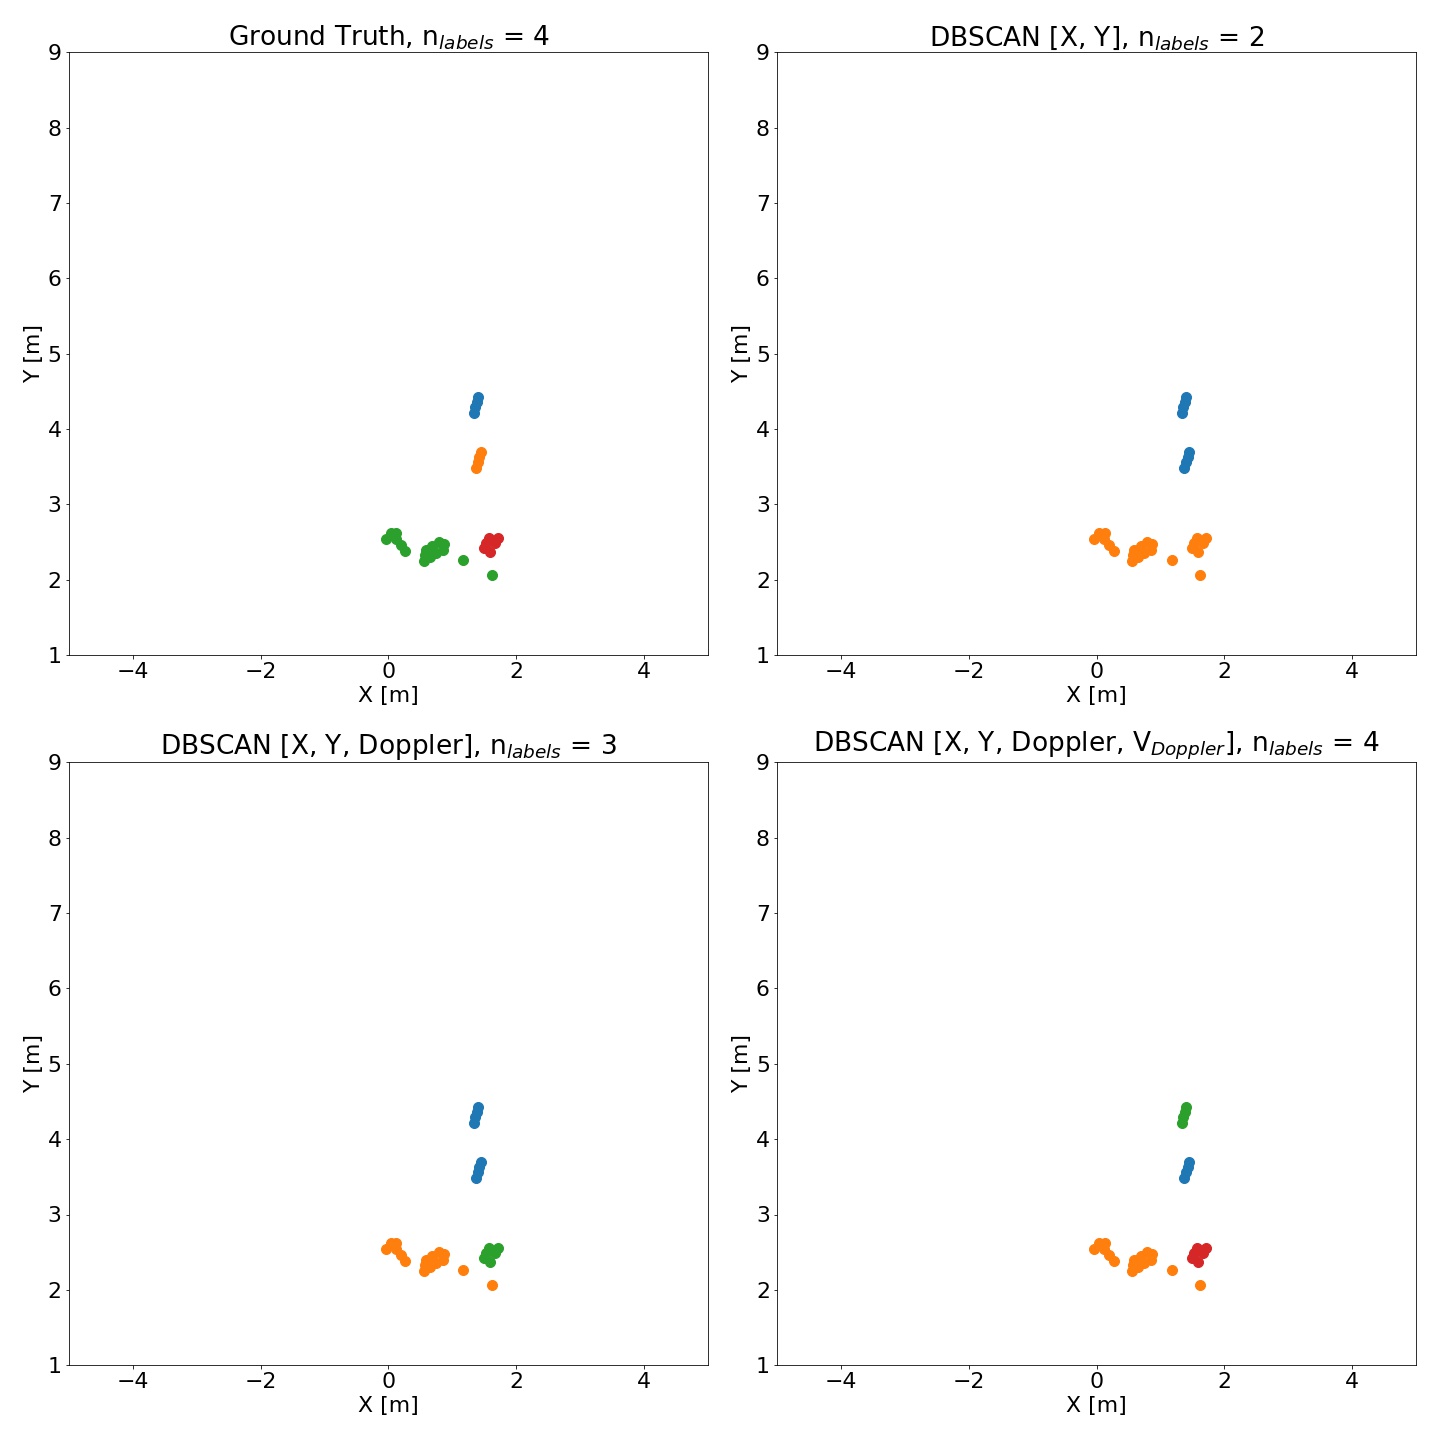 Ground Truth, n_labels = 4
9
8
7
6
5
4
3
2
1
Y [m]
−4 −2 0 2 4
X [m]
DBSCAN [X, Y], n_labels = 2
9
8
7
6
5
4
3
2
1
Y [m]
−4 −2 0 2 4
X [m]
DBSCAN [X, Y, Doppler], n_labels = 3
9
8
7
6
5
4
3
2
1
Y [m]
−4 −2 0 2 4
X [m]
DBSCAN [X, Y, Doppler, V_Doppler], n_labels = 4
9
8
7
6
5
4
3
2
1
Y [m]
−4 −2 0 2 4
X [m]